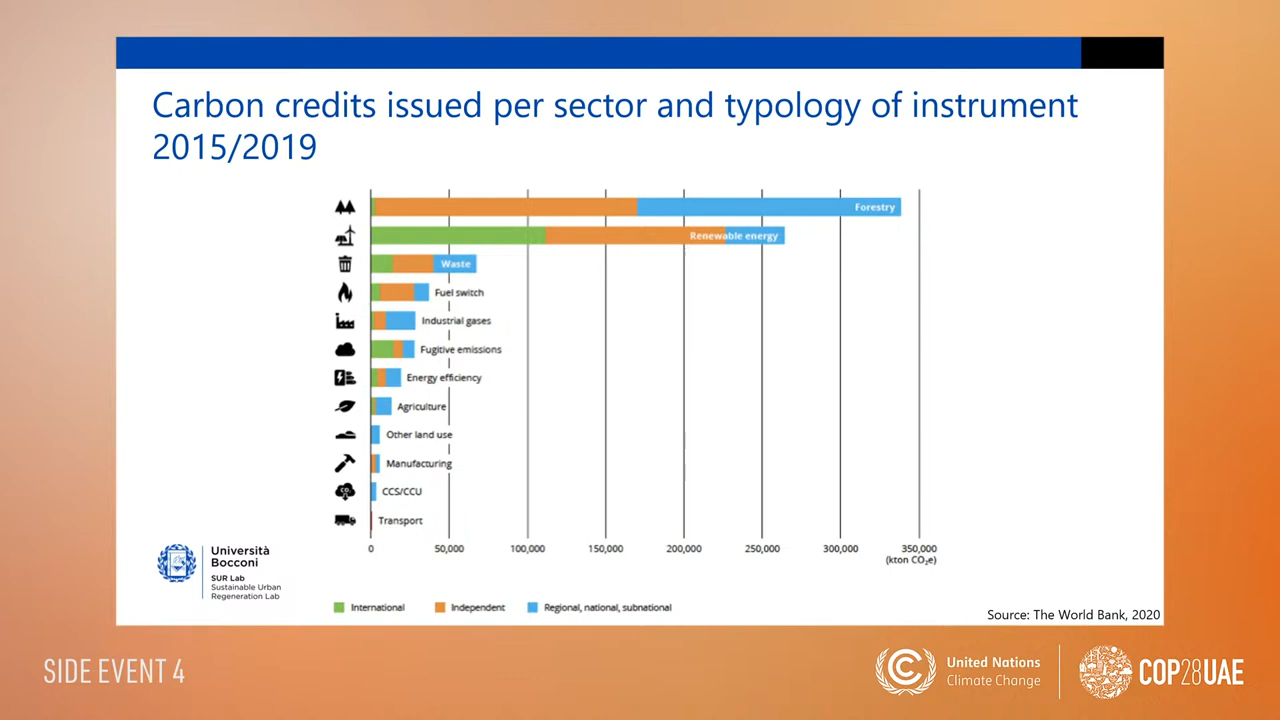 Carbon credits issued per sector and typology of instrument
2015/2019
Forestry
Renewable energy
Waste
Fuel switch
Industrial gases
Fugitive emissions
Energy efficiency
Agriculture
Other land use
Manufacturing
CO₂
CCS/CCU
Transport
0 50,000 100,000 150,000 200,000 250,000 300,000 350,000
(kton CO₂e)
International Independent Regional, national, subnational
Università
Bocconi
SUR Lab
Sustainable Urban
Regeneration Lab
Source: The World Bank, 2020
SIDE EVENT 4
United Nations
Climate Change
COP28UAE